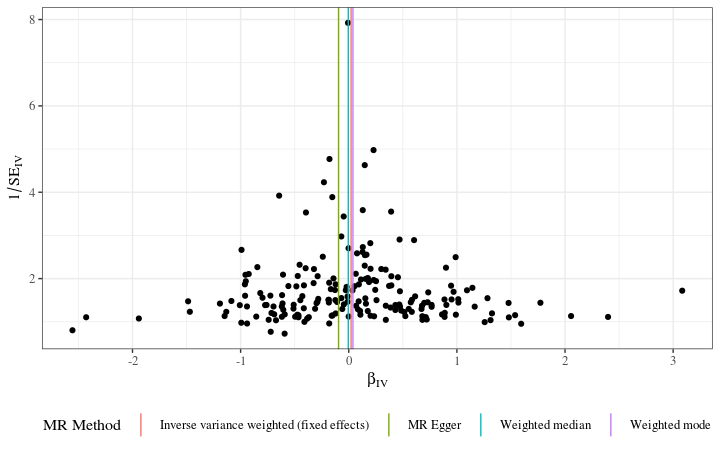 8
6
4
2
1/SE_IV
-2
-1
0
1
2
3
β_IV
MR Method
Inverse variance weighted (fixed effects)
MR Egger
Weighted median
Weighted mode